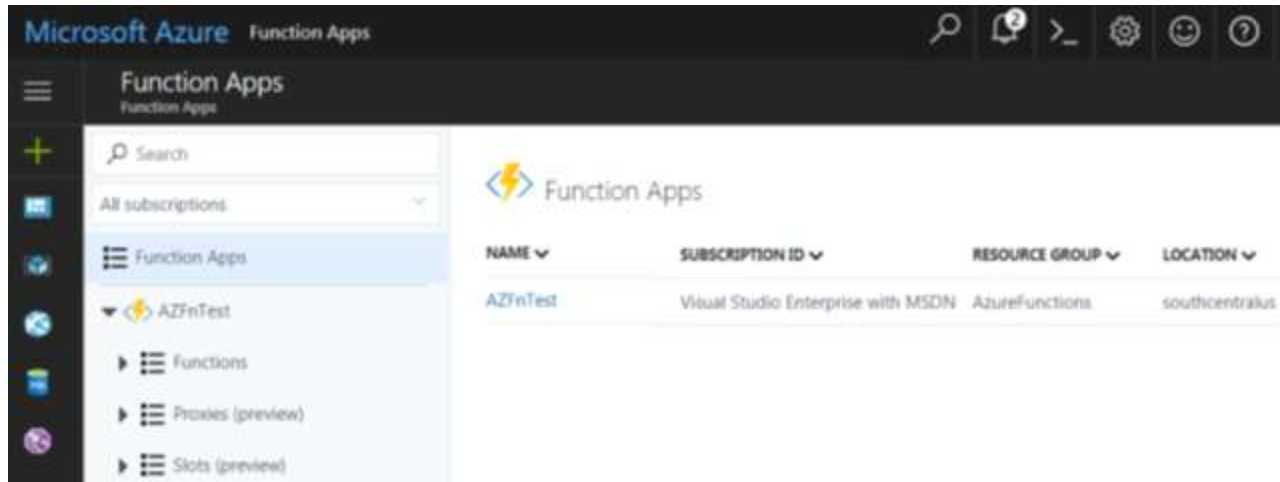 Microsoft Azure Function Apps
2
Function Apps
Function Apps
Search
All subscriptions
Function Apps
AZFnTest
Functions
Proxies (preview)
Slots (preview)
Function Apps
NAME SUBSCRIPTION ID RESOURCE GROUP LOCATION
AZFnTest Visual Studio Enterprise with MSDN AzureFunctions southcentralus